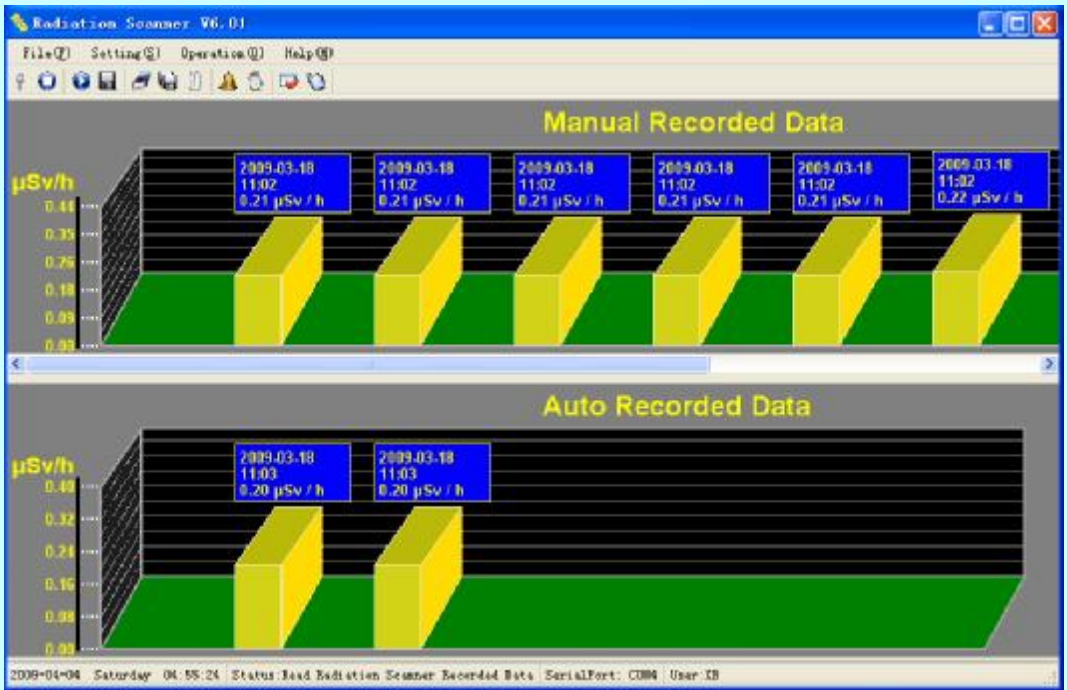 Radiation Scanner V6.01
File(F) Setting(S) Operation(O) Help(H)
Manual Recorded Data
µSv/h
0.44
0.35
0.26
0.18
0.09
0.00
2009-03-18
11:02
0.21 µSv / h
2009-03-18
11:02
0.21 µSv / h
2009-03-18
11:02
0.21 µSv / h
2009-03-18
11:02
0.21 µSv / h
2009-03-18
11:02
0.21 µSv / h
2009-03-18
11:02
0.22 µSv / h
Auto Recorded Data
µSv/h
0.40
0.32
0.24
0.16
0.08
0.00
2009-03-18
11:03
0.20 µSv / h
2009-03-18
11:03
0.20 µSv / h
2009-04-04 Saturday 04:55:24 Status:Read Radiation Scanner Recorded Data SerialPort: COM4 User: